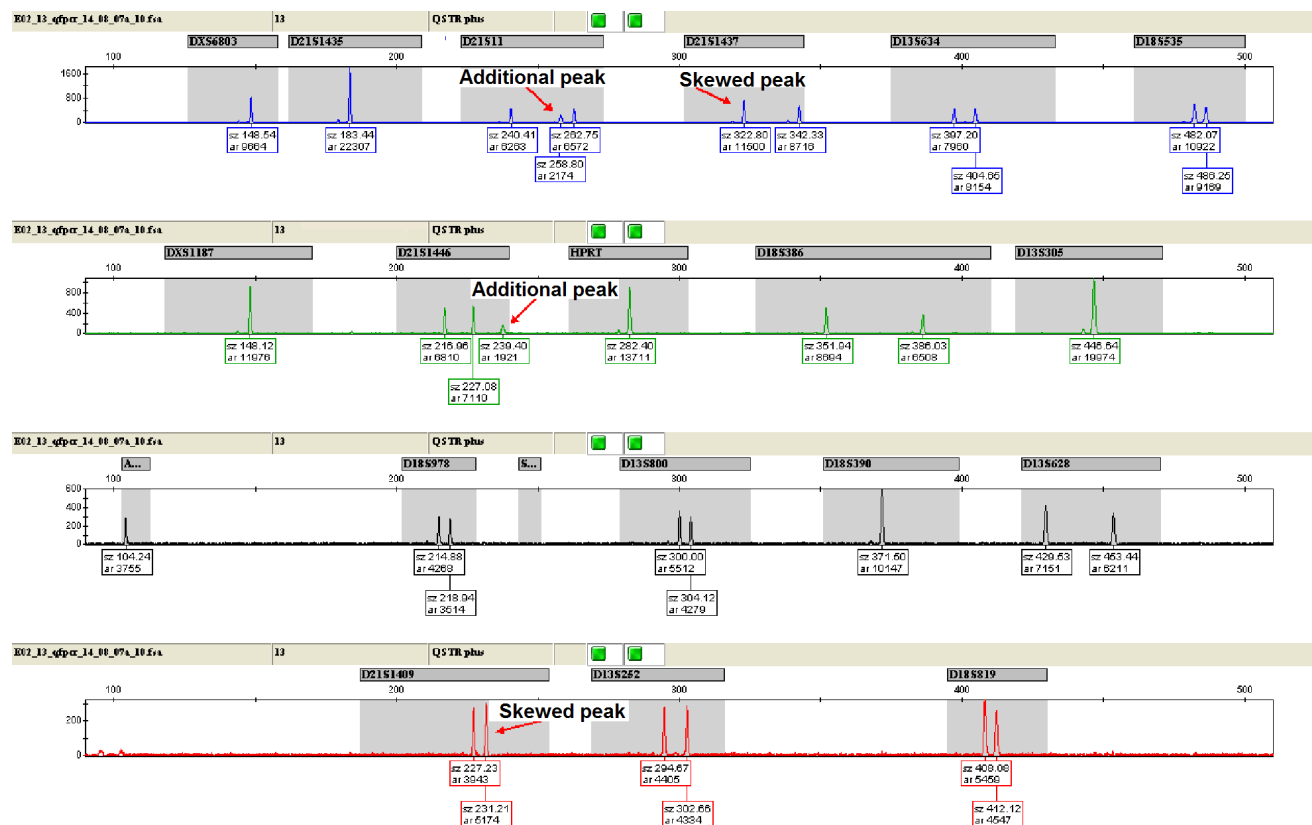 E02_13_qfpcr_14_08_07a_10.fsa 13 QSTR plus
DXS6803 D21S1435 D21S11 D21S1437 D13S634 D18S535
100 200 300 400 500
Additional peak Skewed peak
1600
800
0
sz 148.54 sz 183.44 sz 240.41 sz 262.75 sz 322.80 sz 342.33 sz 397.20 sz 482.07
ar 9664 ar 22307 ar 6263 ar 6572 ar 11600 ar 8716 ar 7960 ar 10922
sz 258.80 sz 404.65 sz 486.25
ar 2174 ar 8154 ar 9169
E02_13_qfpcr_14_08_07a_10.fsa 13 QSTR plus
DXS1187 D21S1446 HPRT D18S386 D13S305
100 200 300 400 500
Additional peak
800
400
0
sz 148.12 sz 216.96 sz 239.40 sz 282.40 sz 351.94 sz 386.03 sz 446.64
ar 11976 ar 6810 ar 1921 ar 13711 ar 8694 ar 6508 ar 19974
sz 227.08
ar 7110
E02_13_qfpcr_14_08_07a_10.fsa 13 QSTR plus
A... D18S978 S... D13S800 D18S390 D13S628
100 200 300 400 500
600
400
200
0
sz 104.24 sz 214.88 sz 300.00 sz 371.50 sz 429.53 sz 453.44
ar 3755 ar 4268 ar 5512 ar 10147 ar 7151 ar 6211
sz 218.94 sz 304.12
ar 3514 ar 4279
E02_13_qfpcr_14_08_07a_10.fsa 13 QSTR plus
D21S1409 D13S252 D18S819
100 200 300 400 500
Skewed peak
200
0
sz 227.23 sz 294.67 sz 408.08
ar 3943 ar 4405 ar 5459
sz 231.21 sz 302.66 sz 412.12
ar 5174 ar 4334 ar 4547